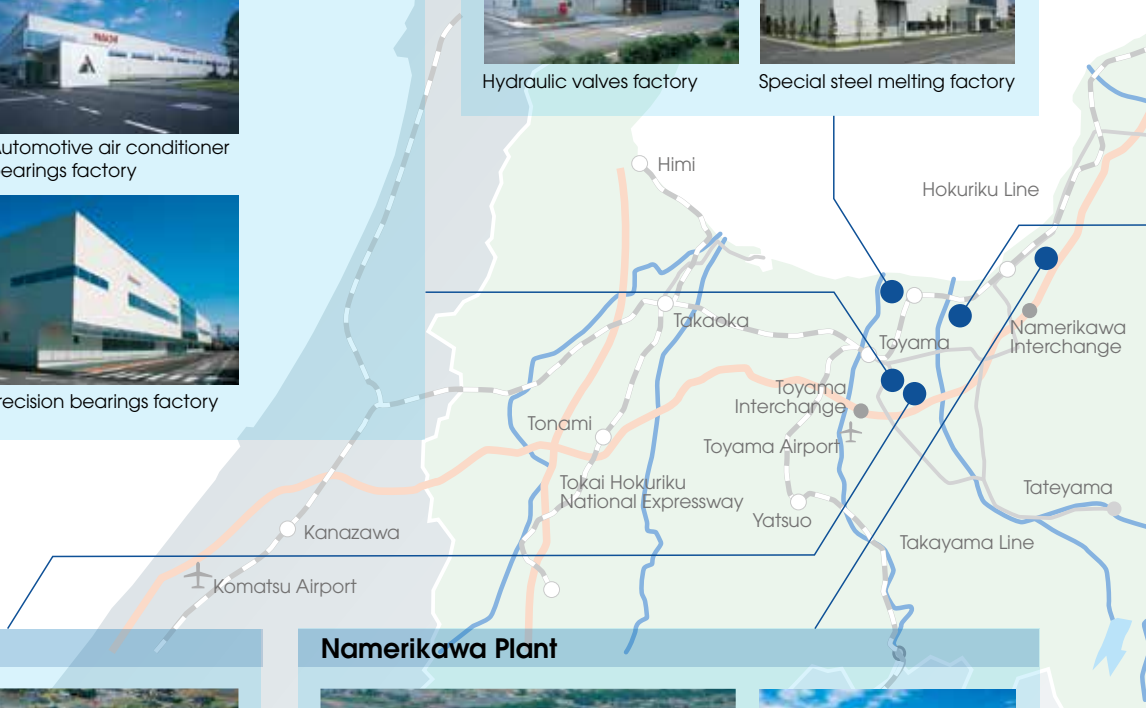 Hydraulic valves factory
Special steel melting factory
utomotive air conditioner
earings factory
recision bearings factory
Himi
Hokuriku Line
Takaoka
Toyama
Namerikawa
Interchange
Toyama
Interchange
Tonami
Toyama Airport
Tokai Hokuriku
National Expressway
Yatsuo
Tateyama
Kanazawa
Takayama Line
Komatsu Airport
Namerikawa Plant